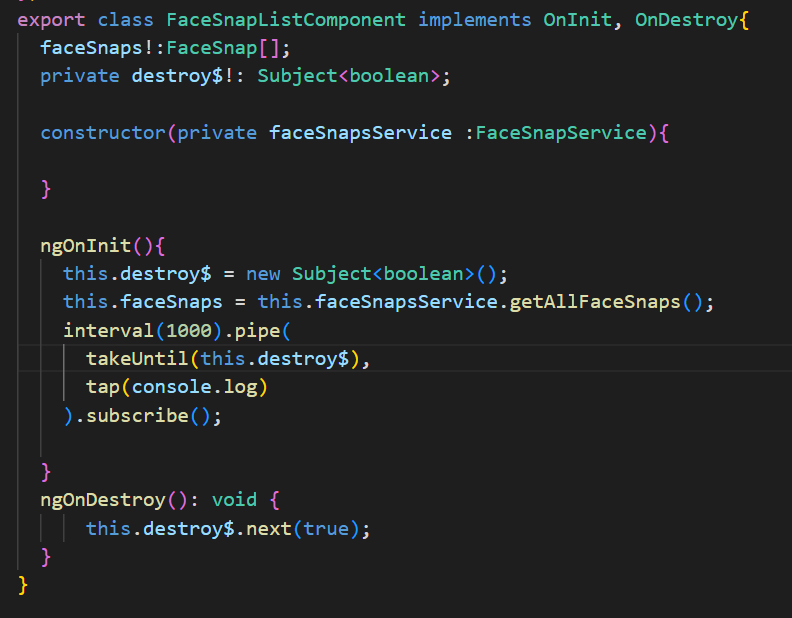 export class FaceSnapListComponent implements OnInit, OnDestroy{
faceSnaps!:FaceSnap[];
private destroy$!: Subject<boolean>;
constructor(private faceSnapsService :FaceSnapService){
}
ngOnInit(){
this.destroy$ = new Subject<boolean>();
this.faceSnaps = this.faceSnapsService.getAllFaceSnaps();
interval(1000).pipe(
takeUntil(this.destroy$),
tap(console.log)
).subscribe();
}
ngOnDestroy(): void {
this.destroy$.next(true);
}
}